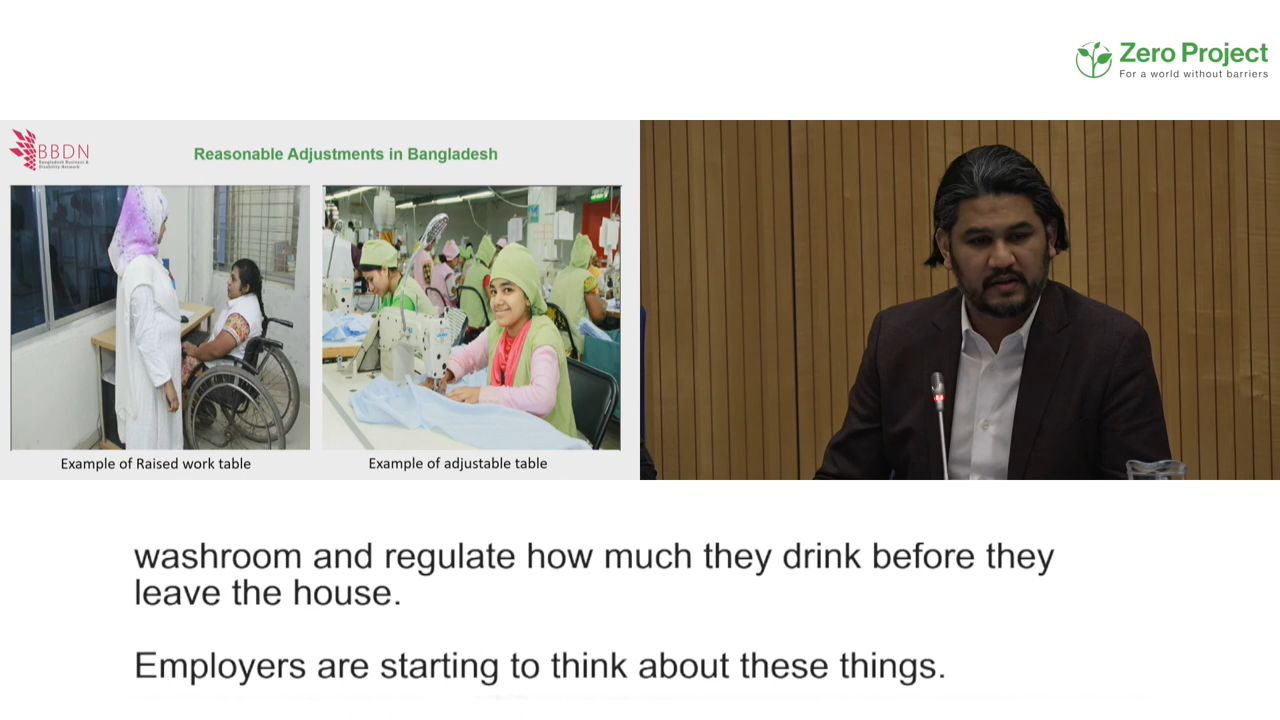 Zero Project
For a world without barriers
BBDN
Bangladesh Business &
Disability Network
Reasonable Adjustments in Bangladesh
Example of Raised work table
Example of adjustable table
washroom and regulate how much they drink before they
leave the house.
Employers are starting to think about these things.